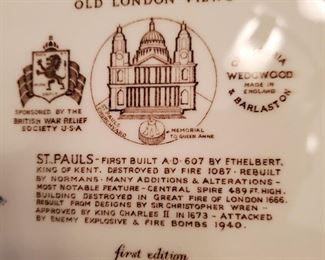 OLD LONDON VIEWS
SPONSORED BY THE
BRITISH WAR RELIEF
SOCIETY U·S·A
ST. PAULS
CHURCHYARD
MEMORIAL
TO QUEEN ANNE
WEDGWOOD
MADE IN
ENGLAND
& BARLASTON
ST. PAULS - FIRST BUILT A·D·607 BY ETHELBERT,
KING OF KENT. DESTROYED BY FIRE 1087. REBUILT
BY NORMANS. MANY ADDITIONS & ALTERATIONS -
MOST NOTABLE FEATURE - CENTRAL SPIRE 489 FT. HIGH.
BUILDING DESTROYED IN GREAT FIRE OF LONDON 1666.
REBUILT FROM DESIGNS BY SIR CHRISTOPHER WREN -
APPROVED BY KING CHARLES II IN 1673 - ATTACKED
BY ENEMY EXPLOSIVE & FIRE BOMBS 1940.
first edition